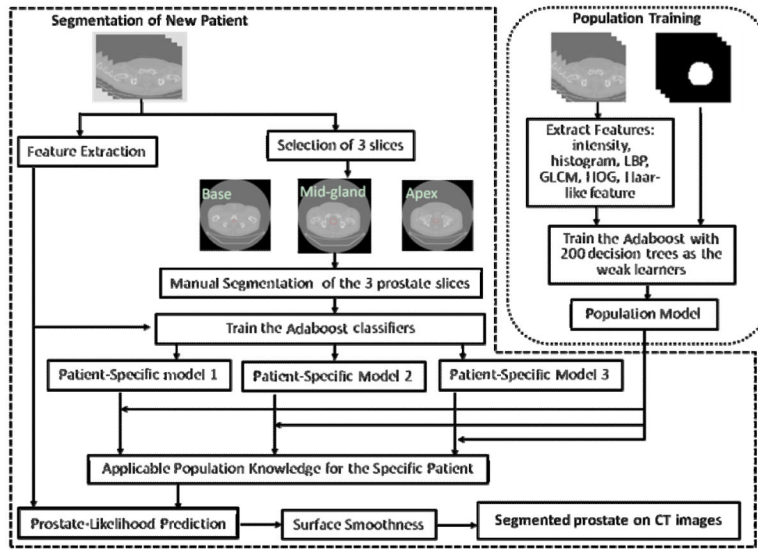 Segmentation of New Patient
Population Training
Feature Extraction
Selection of 3 slices
Base
Mid-gland
Apex
Manual Segmentation of the 3 prostate slices
Train the Adaboost classifiers
Patient-Specific model 1
Patient-Specific Model 2
Patient-Specific Model 3
Extract Features:
intensity,
histogram, LBP,
GLCM, HOG, Haar-
like feature
Train the Adaboost with
200 decision trees as the
weak learners
Population Model
Applicable Population Knowledge for the Specific Patient
Prostate-Likelihood Prediction
Surface Smoothness
Segmented prostate on CT images